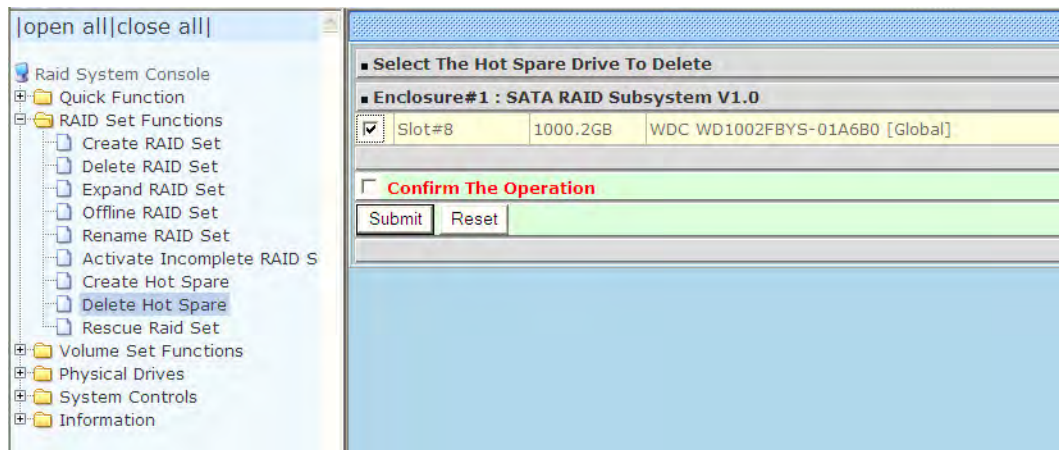 |open all|close all|
Raid System Console
Quick Function
RAID Set Functions
Create RAID Set
Delete RAID Set
Expand RAID Set
Offline RAID Set
Rename RAID Set
Activate Incomplete RAID S
Create Hot Spare
Delete Hot Spare
Rescue Raid Set
Volume Set Functions
Physical Drives
System Controls
Information
Select The Hot Spare Drive To Delete
Enclosure#1 : SATA RAID Subsystem V1.0
Slot#8 1000.2GB WDC WD1002FBYS-01A6B0 [Global]
Confirm The Operation
Submit Reset